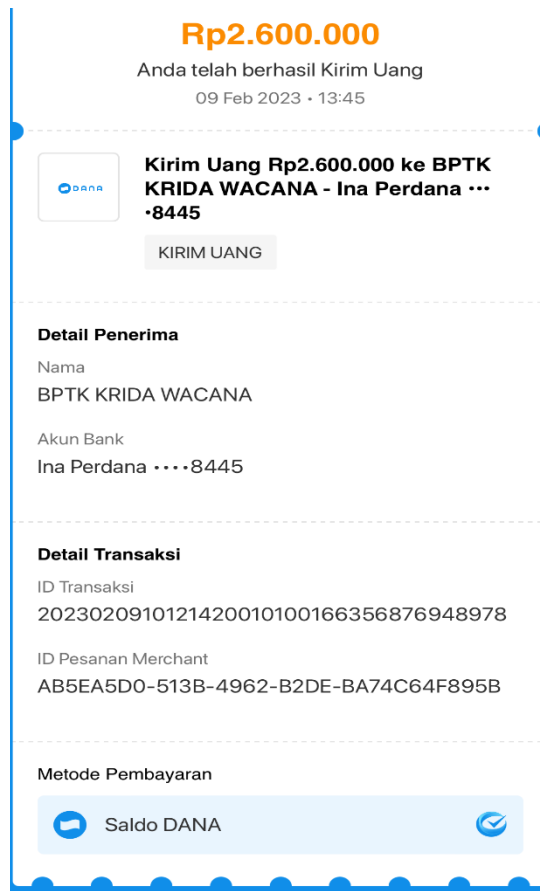 Rp2.600.000
Anda telah berhasil Kirim Uang
09 Feb 2023 • 13:45
DANA
Kirim Uang Rp2.600.000 ke BPTK
KRIDA WACANA - Ina Perdana •••
•8445
KIRIM UANG
Detail Penerima
Nama
BPTK KRIDA WACANA
Akun Bank
Ina Perdana ••••8445
Detail Transaksi
ID Transaksi
20230209101214200101001663568769​48978
ID Pesanan Merchant
AB5EA5D0-513B-4962-B2DE-BA74C64F895B
Metode Pembayaran
Saldo DANA